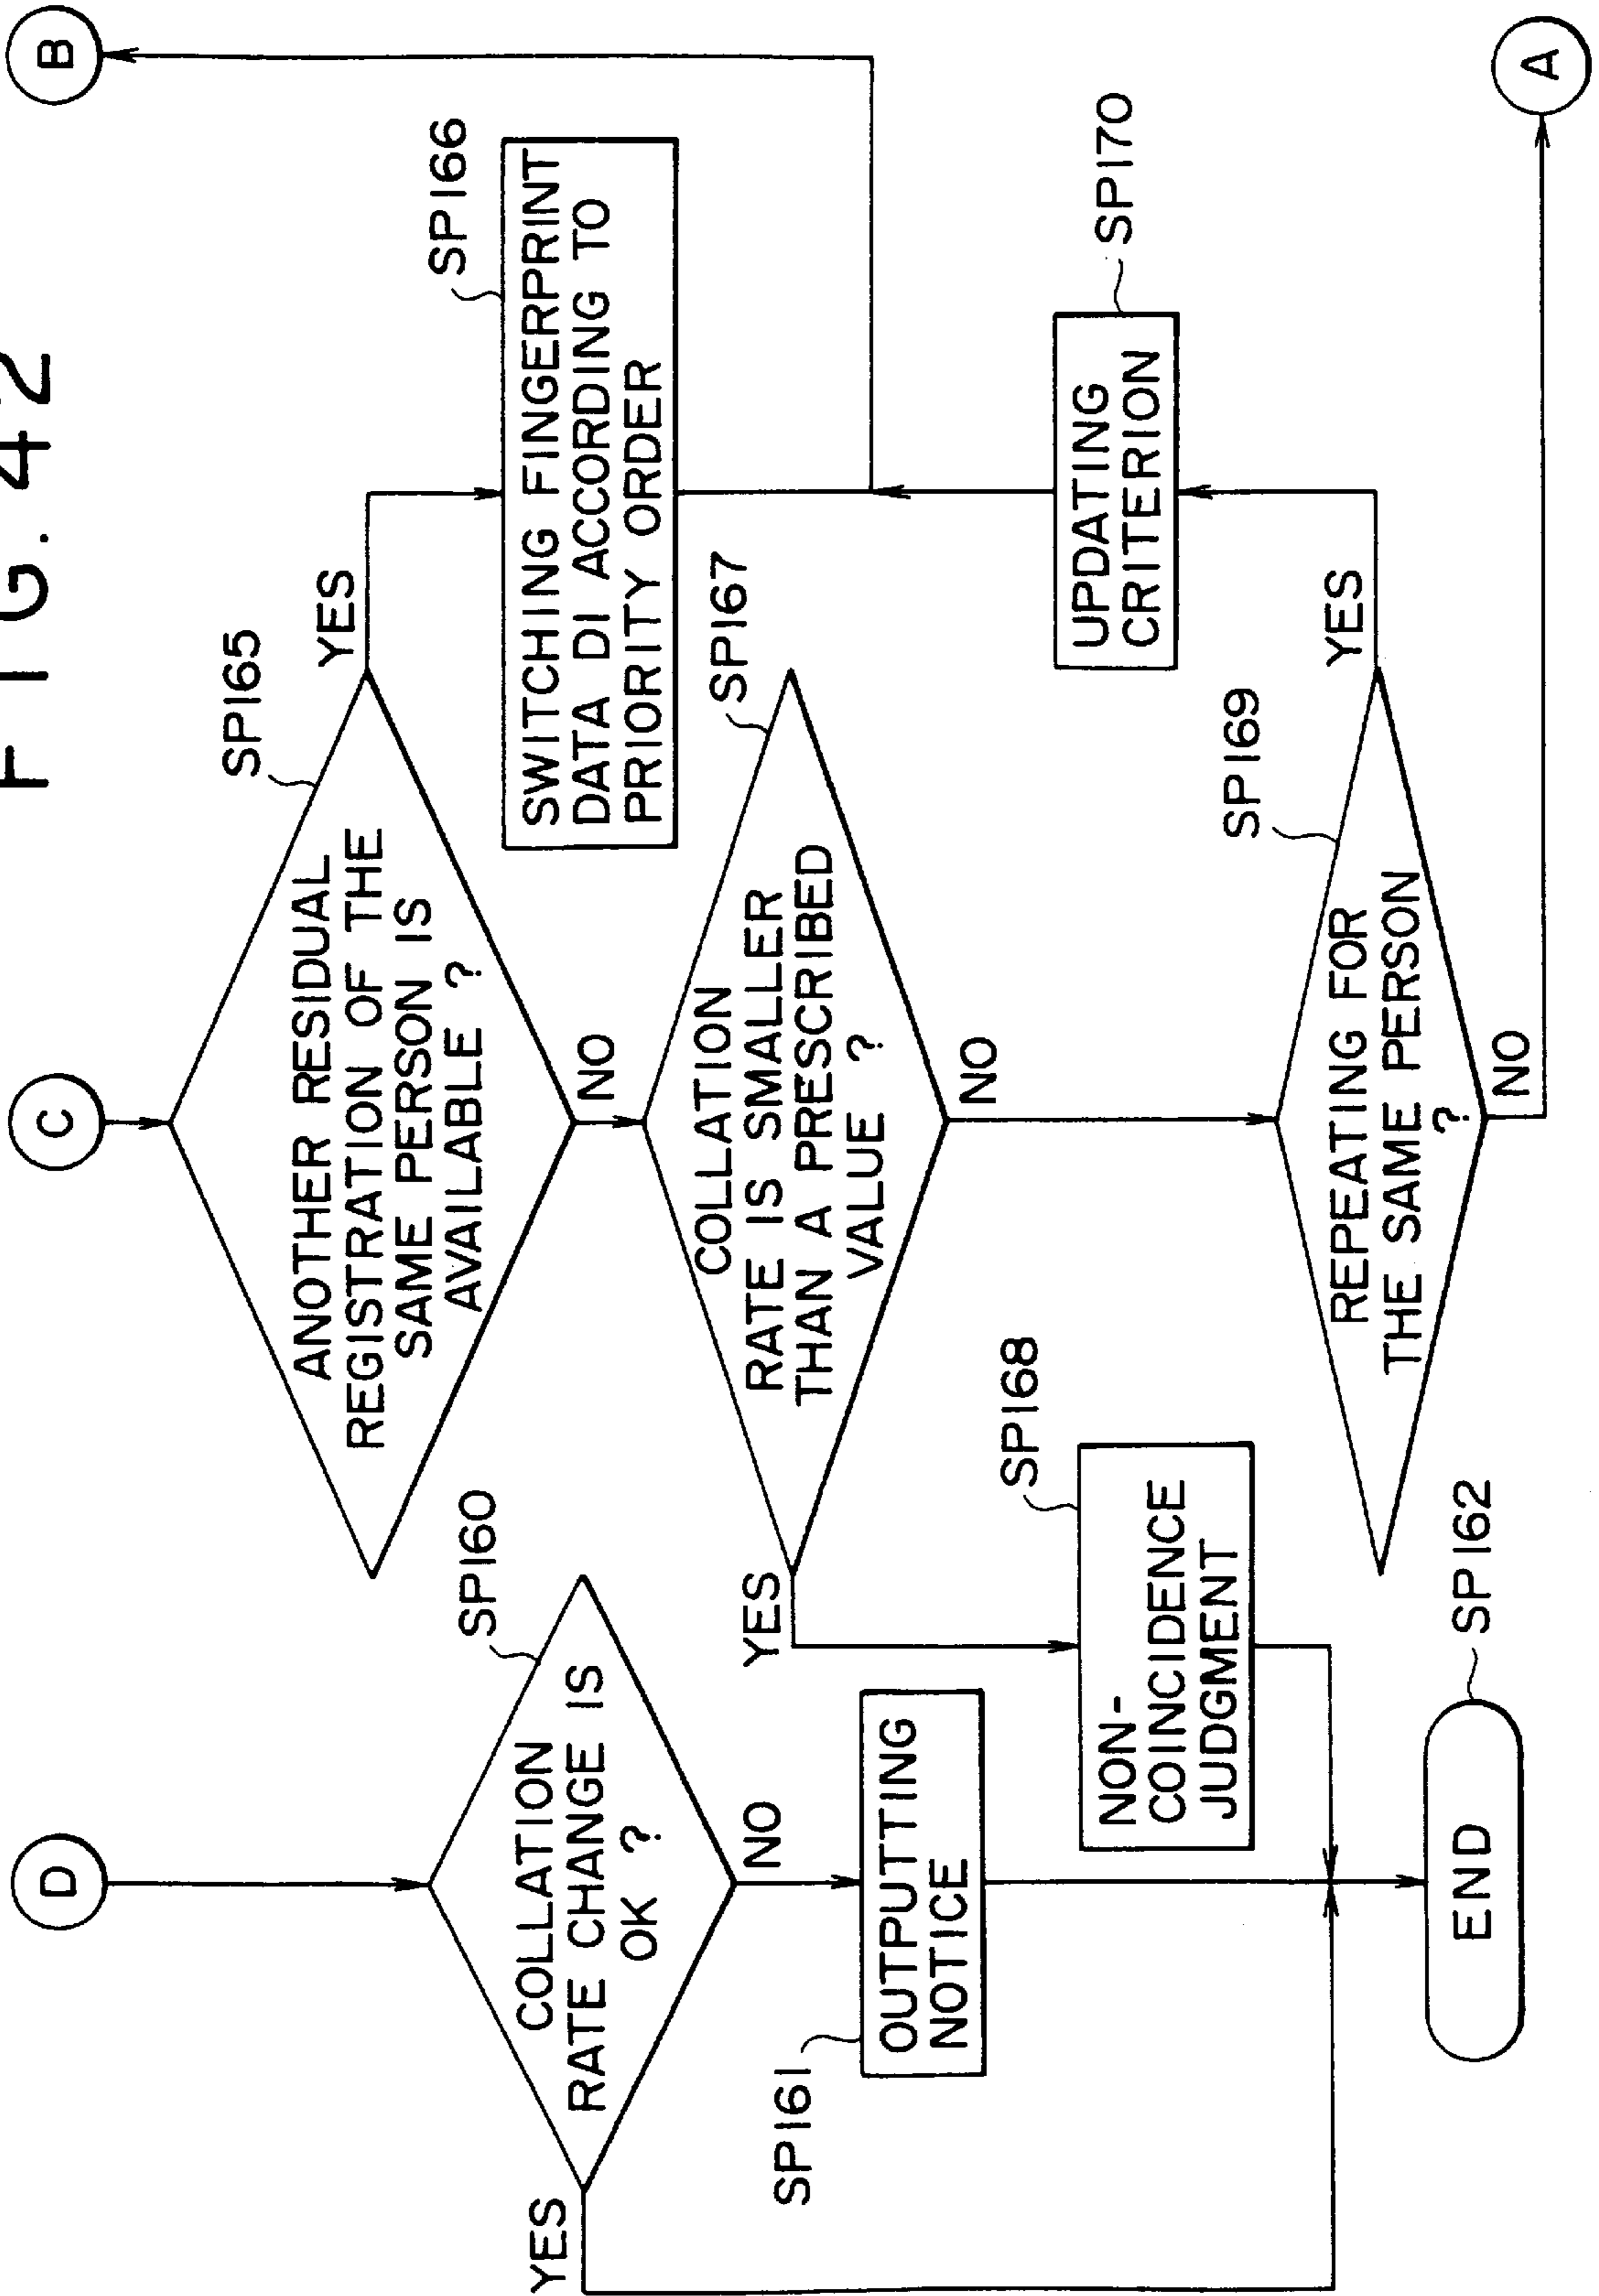 FIG. 42
D
C
B
SP160
COLLATION
RATE CHANGE IS
OK ?
YES
NO
SP161
OUTPUTTING
NOTICE
SP165
ANOTHER RESIDUAL
REGISTRATION OF THE
SAME PERSON IS
AVAILABLE ?
YES
NO
SP166
SWITCHING FINGERPRINT
DATA DI ACCORDING TO
PRIORITY ORDER
SP167
COLLATION
RATE IS SMALLER
THAN A PRESCRIBED
VALUE ?
YES
NO
SP168
NON-
COINCIDENCE
JUDGMENT
SP169
REPEATING FOR
THE SAME PERSON
?
YES
NO
SP170
UPDATING
CRITERION
END
SP162
A